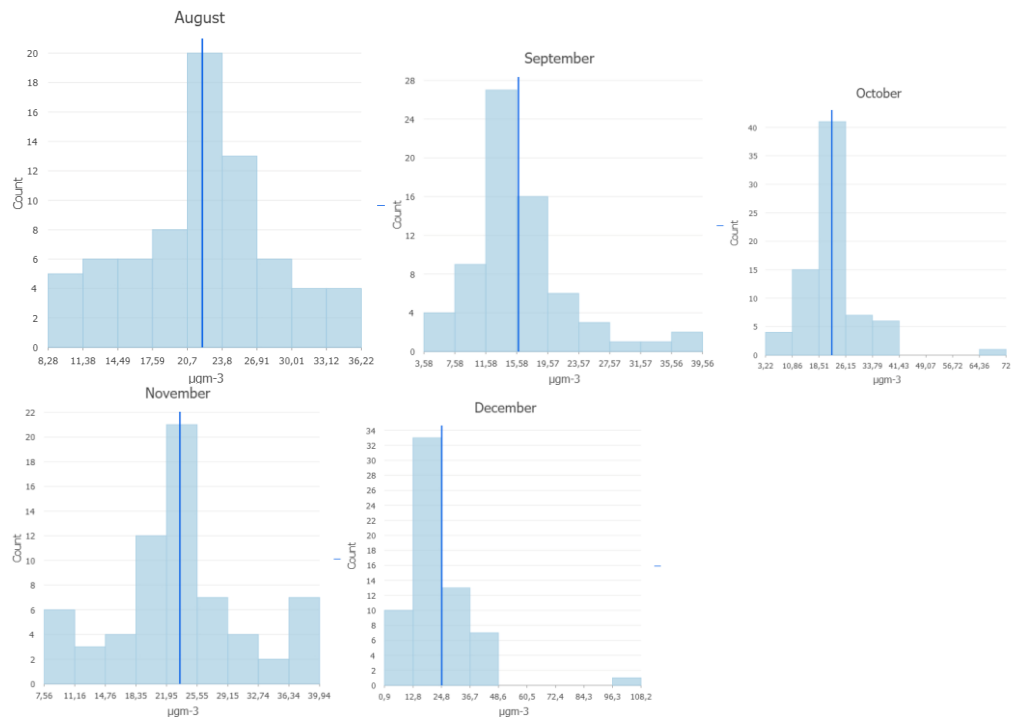 August
20
18
16
14
12
10
8
6
4
2
0
Count
8,28 11,38 14,49 17,59 20,7 23,8 26,91 30,01 33,12 36,22
µgm-3
September
28
24
20
16
12
8
4
0
Count
3,58 7,58 11,58 15,58 19,57 23,57 27,57 31,57 35,56 39,56
µgm-3
October
40
35
30
25
20
15
10
5
0
Count
3,22 10,86 18,51 26,15 33,79 41,43 49,07 56,72 64,36 72
µgm-3
November
22
20
18
16
14
12
10
8
6
4
2
0
Count
7,56 11,16 14,76 18,35 21,95 25,55 29,15 32,74 36,34 39,94
µgm-3
December
34
32
30
28
26
24
22
20
18
16
14
12
10
8
6
4
2
0
Count
0,9 12,8 24,8 36,7 48,6 60,5 72,4 84,3 96,3 108,2
µgm-3